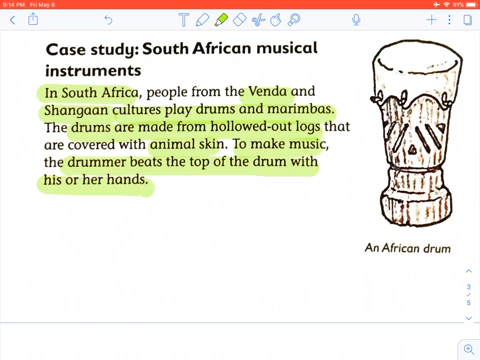 9:14 PM Fri May 9
91%
Case study: South African musical
instruments
In South Africa, people from the Venda and
Shangaan cultures play drums and marimbas.
The drums are made from hollowed-out logs that
are covered with animal skin. To make music,
the drummer beats the top of the drum with
his or her hands.
An African drum
3
/
5